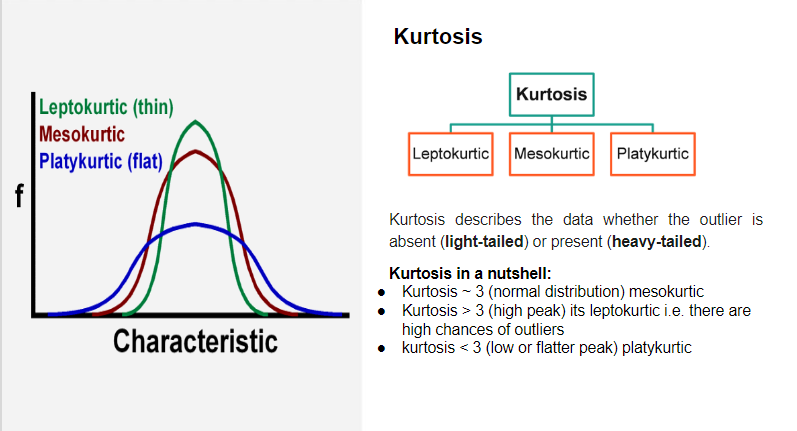 Kurtosis
Leptokurtic (thin)
Mesokurtic
Platykurtic (flat)
f
Characteristic
Kurtosis
Leptokurtic
Mesokurtic
Platykurtic
Kurtosis describes the data whether the outlier is
absent (light-tailed) or present (heavy-tailed).
Kurtosis in a nutshell:
● Kurtosis ~ 3 (normal distribution) mesokurtic
● Kurtosis > 3 (high peak) its leptokurtic i.e. there are
high chances of outliers
● kurtosis < 3 (low or flatter peak) platykurtic